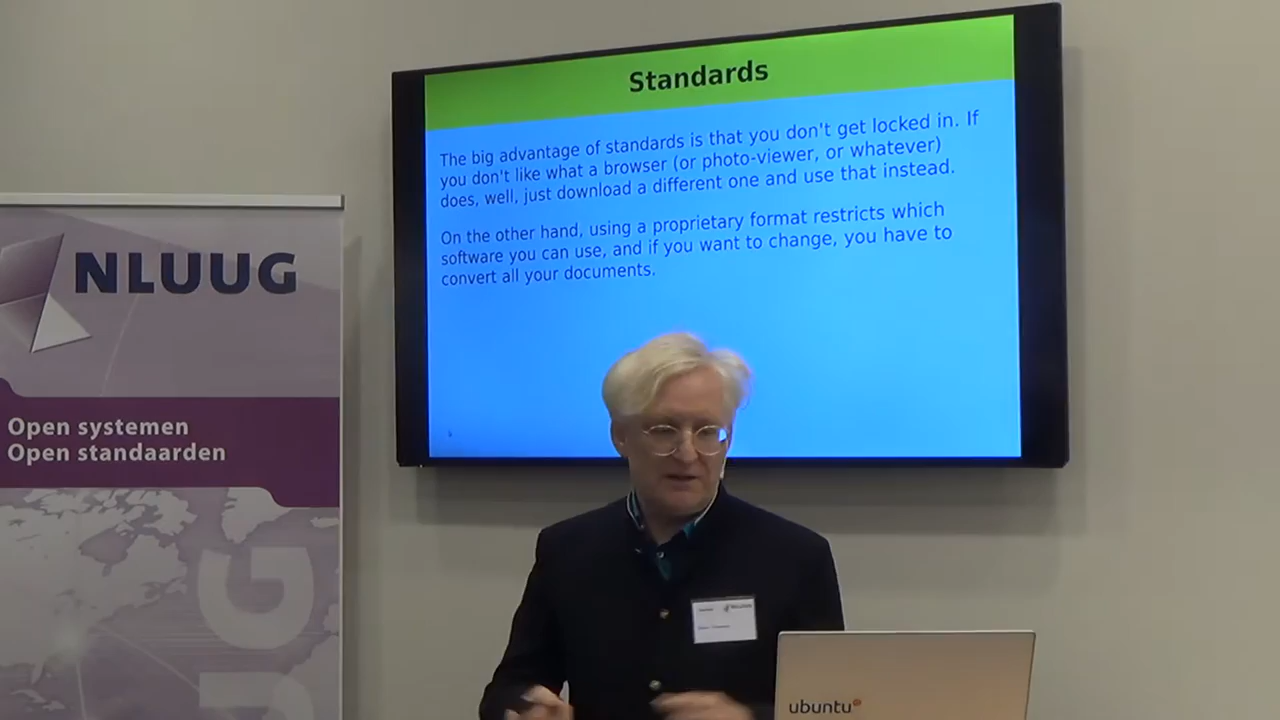 Standards
The big advantage of standards is that you don't get locked in. If
you don't like what a browser (or photo-viewer, or whatever)
does, well, just download a different one and use that instead.
On the other hand, using a proprietary format restricts which
software you can use, and if you want to change, you have to
convert all your documents.
NLUUG
Open systemen
Open standaarden
UG
ubuntu